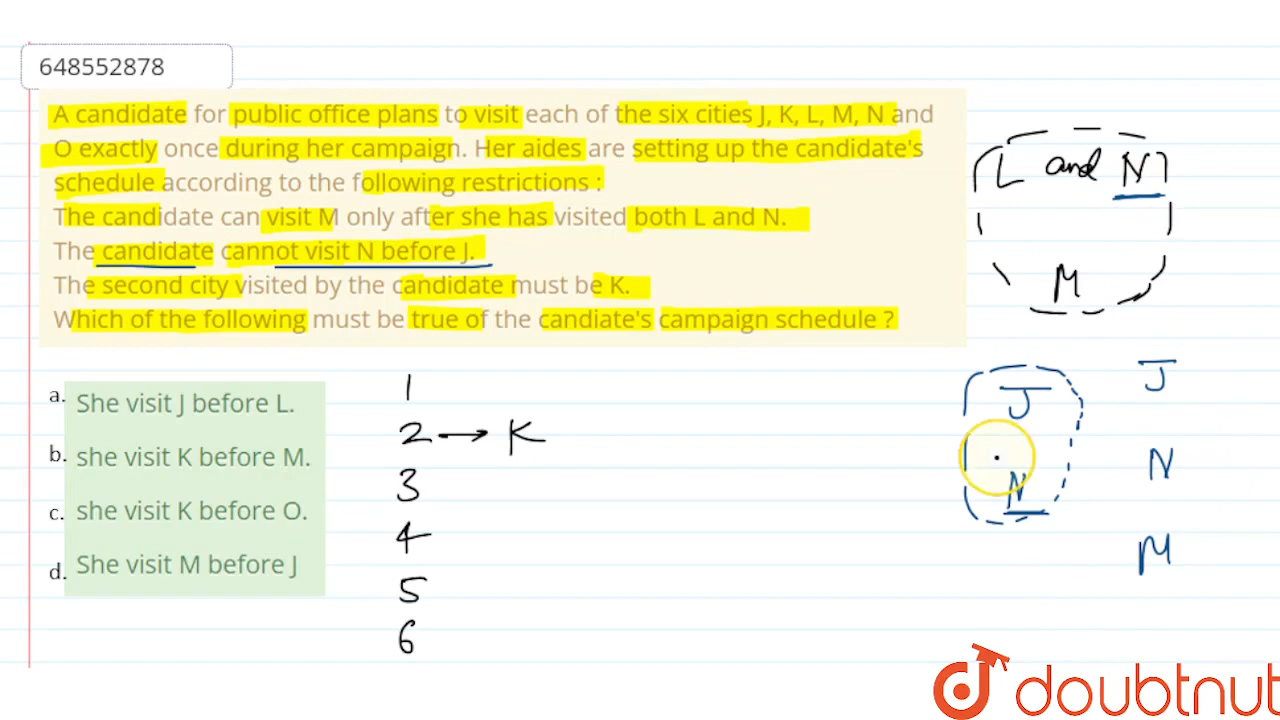 648552878
A candidate for public office plans to visit each of the six cities J, K, L, M, N and
O exactly once during her campaign. Her aides are setting up the candidate's
schedule according to the following restrictions :
The candidate can visit M only after she has visited both L and N.
The candidate cannot visit N before J.
The second city visited by the candidate must be K.
Which of the following must be true of the candiate's campaign schedule ?
a. She visit J before L.
b. she visit K before M.
c. she visit K before O.
d. She visit M before J
1
2 → K
3
4
5
6
L and N
M
J
N
J
N
M
doubtnut